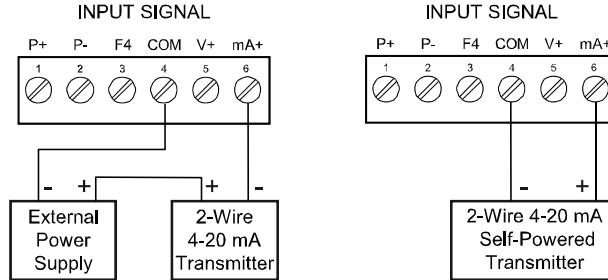 INPUT SIGNAL
P+ P- F4 COM V+ mA+
1 2 3 4 5 6
- + + -
External
Power
Supply
2-Wire
4-20 mA
Transmitter
INPUT SIGNAL
P+ P- F4 COM V+ mA+
1 2 3 4 5 6
- +
2-Wire 4-20 mA
Self-Powered
Transmitter